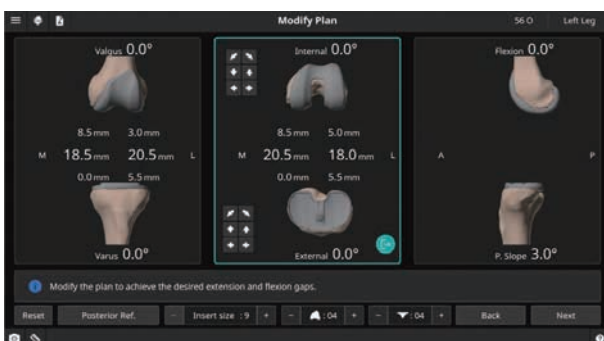 Modify Plan
56 O
Left Leg
Valgus 0.0°
8.5 mm 3.0 mm
M 18.5 mm 20.5 mm L
0.0 mm 5.5 mm
Varus 0.0°
Internal 0.0°
8.5 mm 5.0 mm
M 20.5 mm 18.0 mm L
0.0 mm 5.5 mm
External 0.0°
Flexion 0.0°
A P
P. Slope 3.0°
Modify the plan to achieve the desired extension and flexion gaps.
Reset Posterior Ref. − Insert size : 9 + − : 04 + − : 04 + Back Next